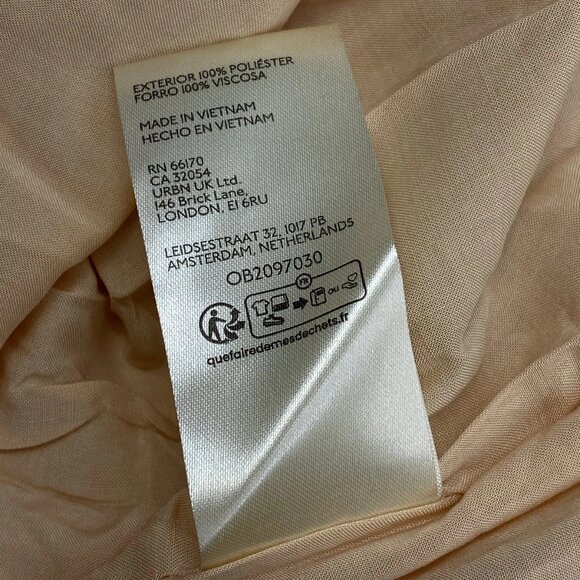 EXTERIOR 100% POLIÉSTER
FORRO 100% VISCOSA
MADE IN VIETNAM
HECHO EN VIETNAM
RN 66170
CA 32054
URBN UK Ltd.
146 Brick Lane,
LONDON, E1 6RU
LEIDSESTRAAT 32, 1017 PB
AMSTERDAM, NETHERLANDS
OB2097030
FR
OU
quefairedemesdechets.fr